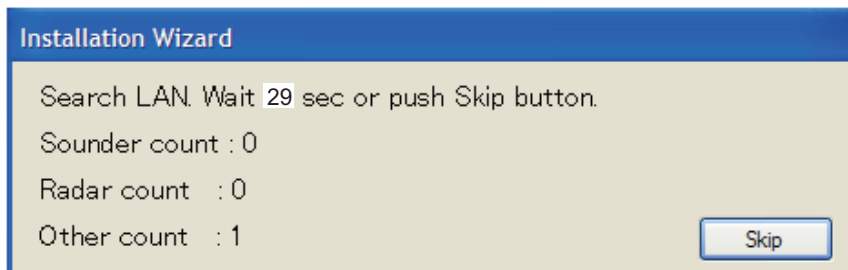 Installation Wizard
Search LAN. Wait 29 sec or push Skip button.
Sounder count : 0
Radar count : 0
Other count : 1
Skip